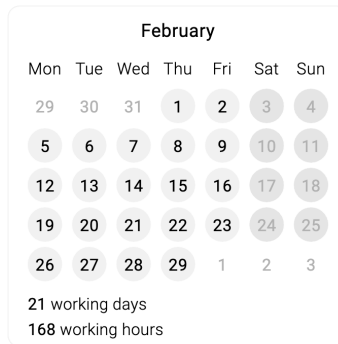 February
Mon Tue Wed Thu Fri Sat Sun
29 30 31 1 2 3 4
5 6 7 8 9 10 11
12 13 14 15 16 17 18
19 20 21 22 23 24 25
26 27 28 29 1 2 3
21 working days
168 working hours